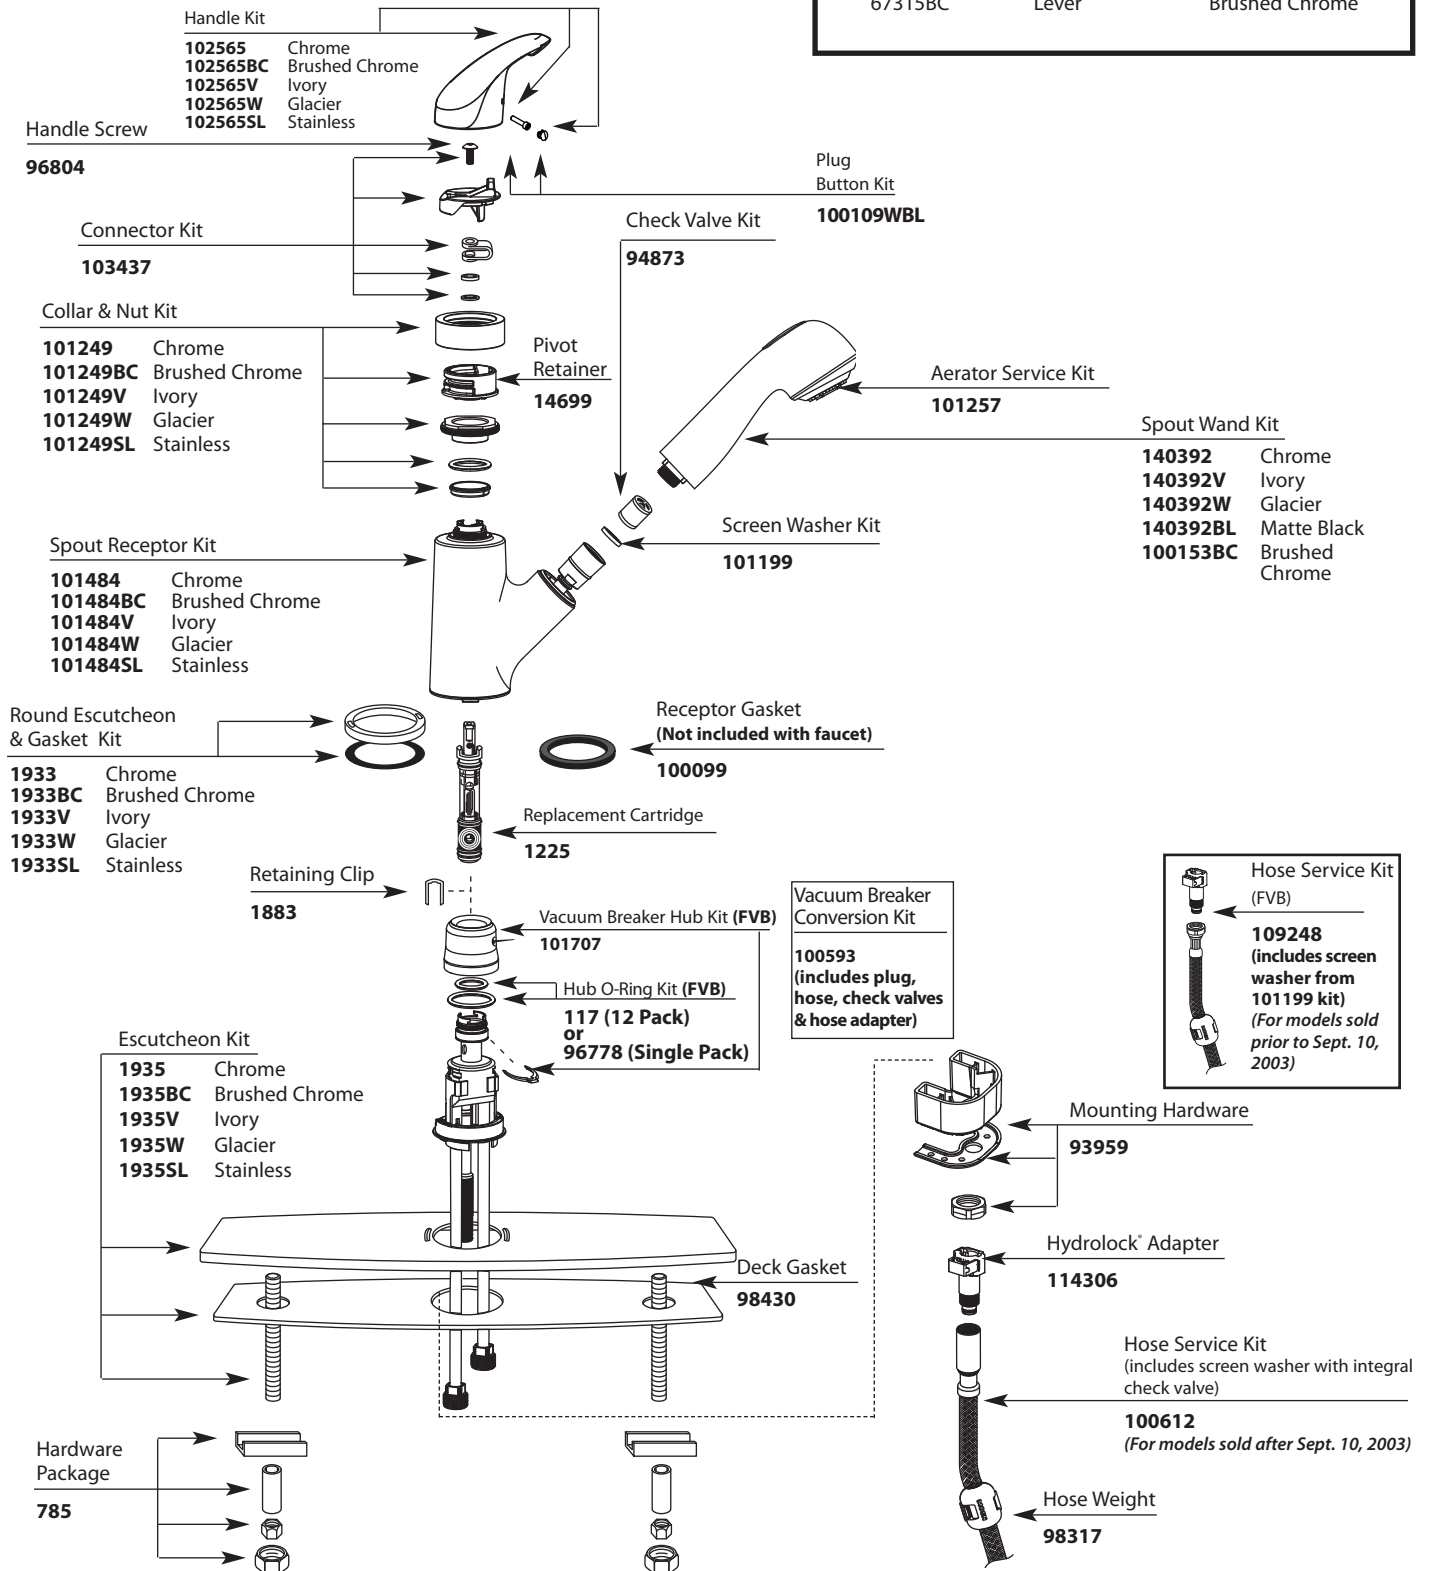 67315BC Lever Brushed Chrome
Handle Kit
102565 Chrome
102565BC Brushed Chrome
102565V Ivory
102565W Glacier
102565SL Stainless
Handle Screw
96804
Plug
Button Kit
100109WBL
Connector Kit
103437
Check Valve Kit
94873
Collar & Nut Kit
101249 Chrome
101249BC Brushed Chrome
101249V Ivory
101249W Glacier
101249SL Stainless
Pivot
Retainer
14699
Aerator Service Kit
101257
Spout Wand Kit
140392 Chrome
140392V Ivory
140392W Glacier
140392BL Matte Black
100153BC Brushed
Chrome
Screen Washer Kit
101199
Spout Receptor Kit
101484 Chrome
101484BC Brushed Chrome
101484V Ivory
101484W Glacier
101484SL Stainless
Round Escutcheon
& Gasket Kit
1933 Chrome
1933BC Brushed Chrome
1933V Ivory
1933W Glacier
1933SL Stainless
Receptor Gasket
(Not included with faucet)
100099
Replacement Cartridge
1225
Retaining Clip
1883
Vacuum Breaker Hub Kit (FVB)
101707
Hub O-Ring Kit (FVB)
117 (12 Pack)
or
96778 (Single Pack)
Vacuum Breaker
Conversion Kit
100593
(includes plug,
hose, check valves
& hose adapter)
Hose Service Kit
(FVB)
109248
(includes screen
washer from
101199 kit)
(For models sold
prior to Sept. 10,
2003)
Escutcheon Kit
1935 Chrome
1935BC Brushed Chrome
1935V Ivory
1935W Glacier
1935SL Stainless
Mounting Hardware
93959
Hydrolock® Adapter
114306
Deck Gasket
98430
Hose Service Kit
(includes screen washer with integral
check valve)
100612
(For models sold after Sept. 10, 2003)
Hardware
Package
785
Hose Weight
98317